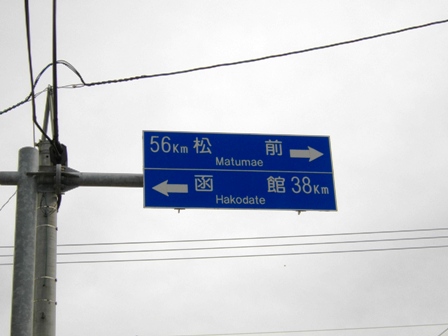 56Km 松前
Matumae
函館 38Km
Hakodate